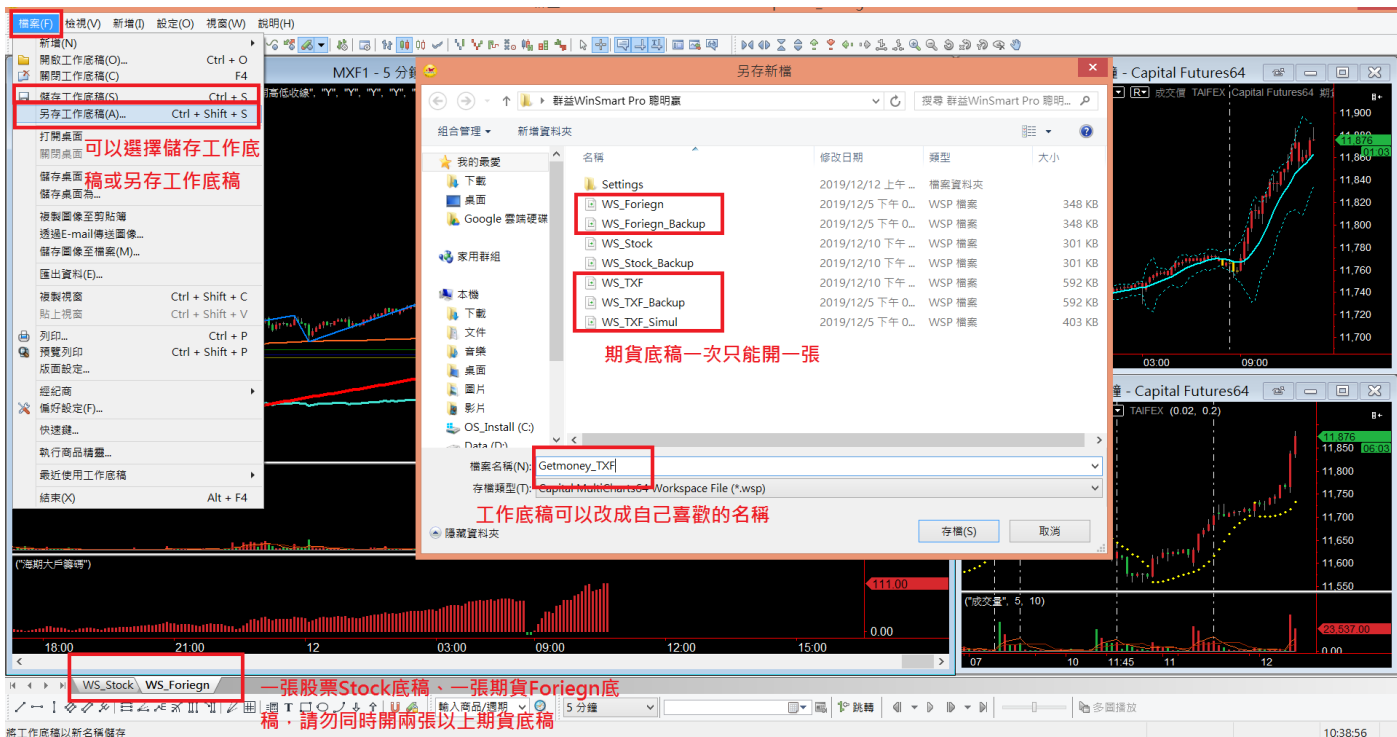 檔案(F) 檢視(V) 新增(I) 設定(O) 視窗(W) 說明(H)
新增(N)
開啟工作底稿(O)... Ctrl + O
關閉工作底稿(C) F4
儲存工作底稿(S) Ctrl + S
另存工作底稿(A)... Ctrl + Shift + S
打開桌面
關閉桌面
儲存桌面
儲存桌面為...
可以選擇儲存工作底
稿或另存工作底稿
複製圖像至剪貼簿
透過E-mail傳送圖像...
儲存圖像至檔案(M)...
匯出資料(E)...
複製視窗 Ctrl + Shift + C
貼上視窗 Ctrl + Shift + V
列印... Ctrl + P
預覽列印 Ctrl + Shift + P
版面設定...
經紀商
偏好設定(F)...
快速鍵...
執行商品精靈...
最近使用工作底稿
結束(X) Alt + F4
MXF1 - 5 分鐘
高低收線", "Y", "Y", "Y", "Y",
另存新檔
群益WinSmart Pro 聰明贏
搜尋 群益WinSmart Pro 聰明...
組合管理 新增資料夾
我的最愛
下載
桌面
Google 雲端硬碟
家用群組
本機
下載
文件
音樂
桌面
圖片
影片
OS_Install (C:)
Data (D:)
名稱 修改日期 類型 大小
Settings 2019/12/12 上午 ... 檔案資料夾
WS_Foriegn 2019/12/5 下午 0... WSP 檔案 348 KB
WS_Foriegn_Backup 2019/12/5 下午 0... WSP 檔案 348 KB
WS_Stock 2019/12/10 下午 ... WSP 檔案 301 KB
WS_Stock_Backup 2019/12/10 下午 ... WSP 檔案 301 KB
WS_TXF 2019/12/10 下午 ... WSP 檔案 592 KB
WS_TXF_Backup 2019/12/5 下午 0... WSP 檔案 592 KB
WS_TXF_Simul 2019/12/5 下午 0... WSP 檔案 403 KB
期貨底稿一次只能開一張
檔案名稱(N): Getmoney_TXF
存檔類型(T): Capital MultiCharts64 Workspace File (*.wsp)
工作底稿可以改成自己喜歡的名稱
隱藏資料夾
存檔(S) 取消
鐘 - Capital Futures64
R 成交價 TAIFEX Capital Futures64
11,900
11,876
01:03
11,860
11,840
11,820
11,800
11,780
11,760
11,740
11,720
11,700
03:00 09:00
鐘 - Capital Futures64
TAIFEX (0.02, 0.2)
11,876
11,850 06:03
11,800
11,750
11,700
11,650
11,600
11,550
("成交量", 5, 10)
23,537.00
0.00
07 10 11:45 11 12
("海期大戶籌碼")
111.00
0.00
18:00 21:00 12 03:00 09:00 12:00 15:00
WS_Stock WS_Foriegn
一張股票Stock底稿、一張期貨Foriegn底
稿，請勿同時開兩張以上期貨底稿
輸入商品/週期 5 分鐘 跳轉 多圖播放
將工作底稿以新名稱儲存 10:38:56